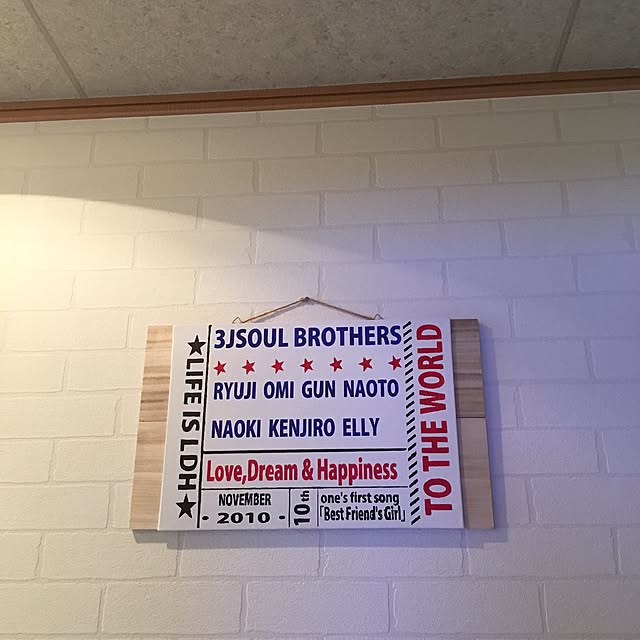 ★LIFE IS LDH★
3JSOUL BROTHERS
★ ★ ★ ★ ★ ★ ★
RYUJI OMI GUN NAOTO
NAOKI KENJIRO ELLY
Love,Dream & Happiness
NOVEMBER
- 2010 -
10th
one's first song
「Best Friend's Girl」
TO THE WORLD